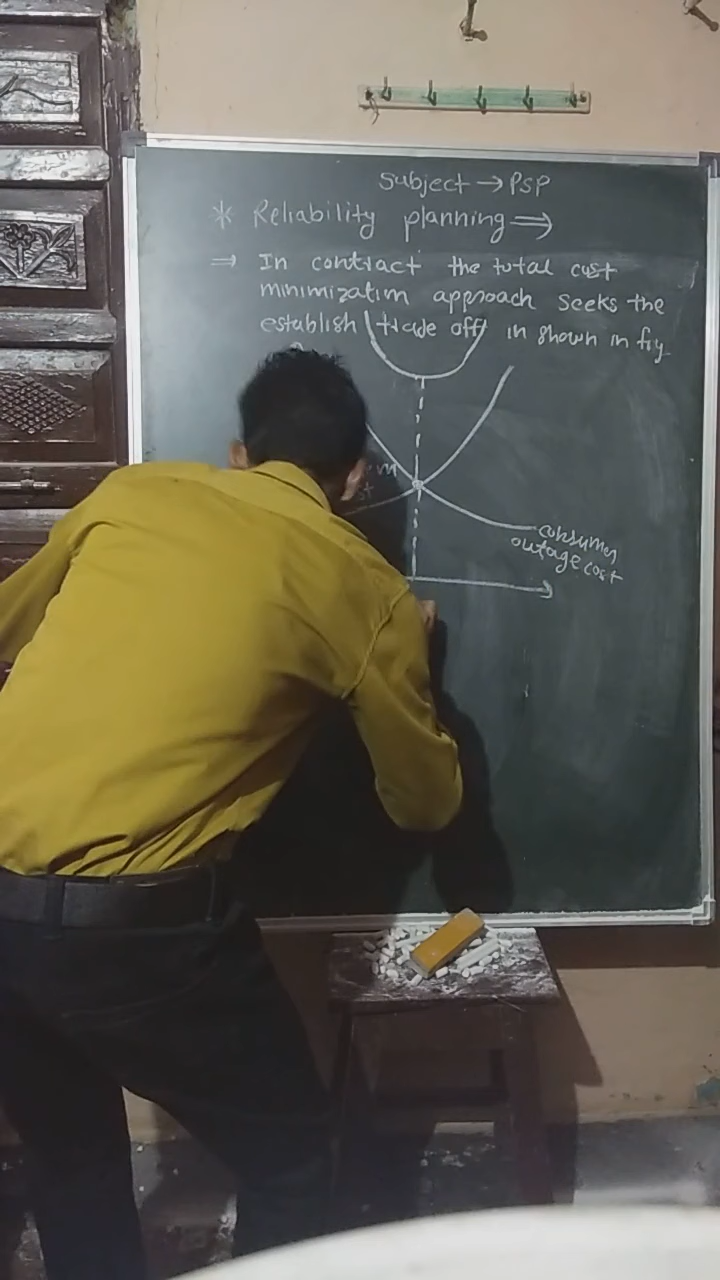 Subject → PSP
* Reliability planning ⇒
⇒ In contract the total cost
minimization approach seeks the
establish trade off in shown in fig
consumer
outage cost